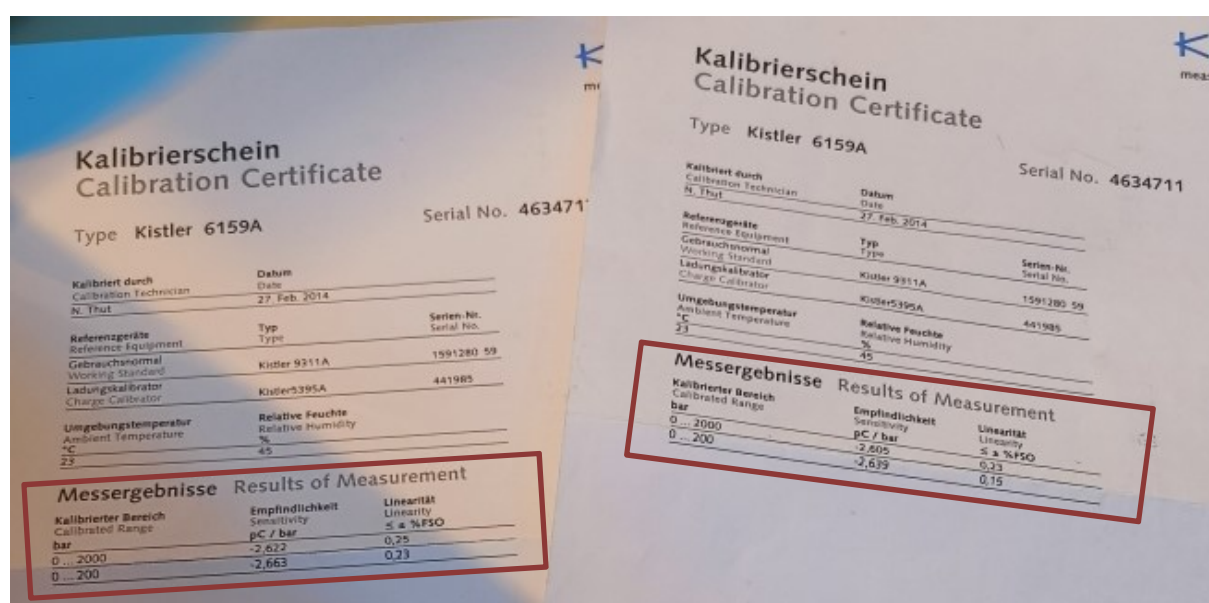 Kalibrierschein
Calibration Certificate
Type Kistler 6159A
Serial No. 463471
Kalibriert durch
Calibration Technician
N. Thut
Datum
Date
27. Feb. 2014
Referenzgeräte
Reference Equipment
Typ
Type
Serien-Nr.
Serial No.
Gebrauchsnormal
Working Standard
Kistler 9311A
1591280 59
Ladungskalibrator
Charge Calibrator
Kistler5395A
441985
Umgebungstemperatur
Ambient Temperature
°C
23
Relative Feuchte
Relative Humidity
%
45
Messergebnisse Results of Measurement
Kalibrierter Bereich
Calibrated Range
bar
Empfindlichkeit
Sensitivity
pC / bar
Linearität
Linearity
≤ ± %FSO
0 ... 2000 -2,622 0,25
0 ... 200 -2,663 0,23
K
Kalibrierschein
Calibration Certificate
Type Kistler 6159A
Serial No. 4634711
Kalibriert durch
Calibration Technician
N. Thut
Datum
Date
27. Feb. 2014
Referenzgeräte
Reference Equipment
Typ
Type
Serien-Nr.
Serial No.
Gebrauchsnormal
Working Standard
Kistler 9311A
1591280 59
Ladungskalibrator
Charge Calibrator
Kistler5395A
441985
Umgebungstemperatur
Ambient Temperature
°C
23
Relative Feuchte
Relative Humidity
%
45
Messergebnisse Results of Measurement
Kalibrierter Bereich
Calibrated Range
bar
Empfindlichkeit
Sensitivity
pC / bar
Linearität
Linearity
≤ ± %FSO
0 ... 2000 -2,605 0,23
0 ... 200 -2,639 0,15
K
meas